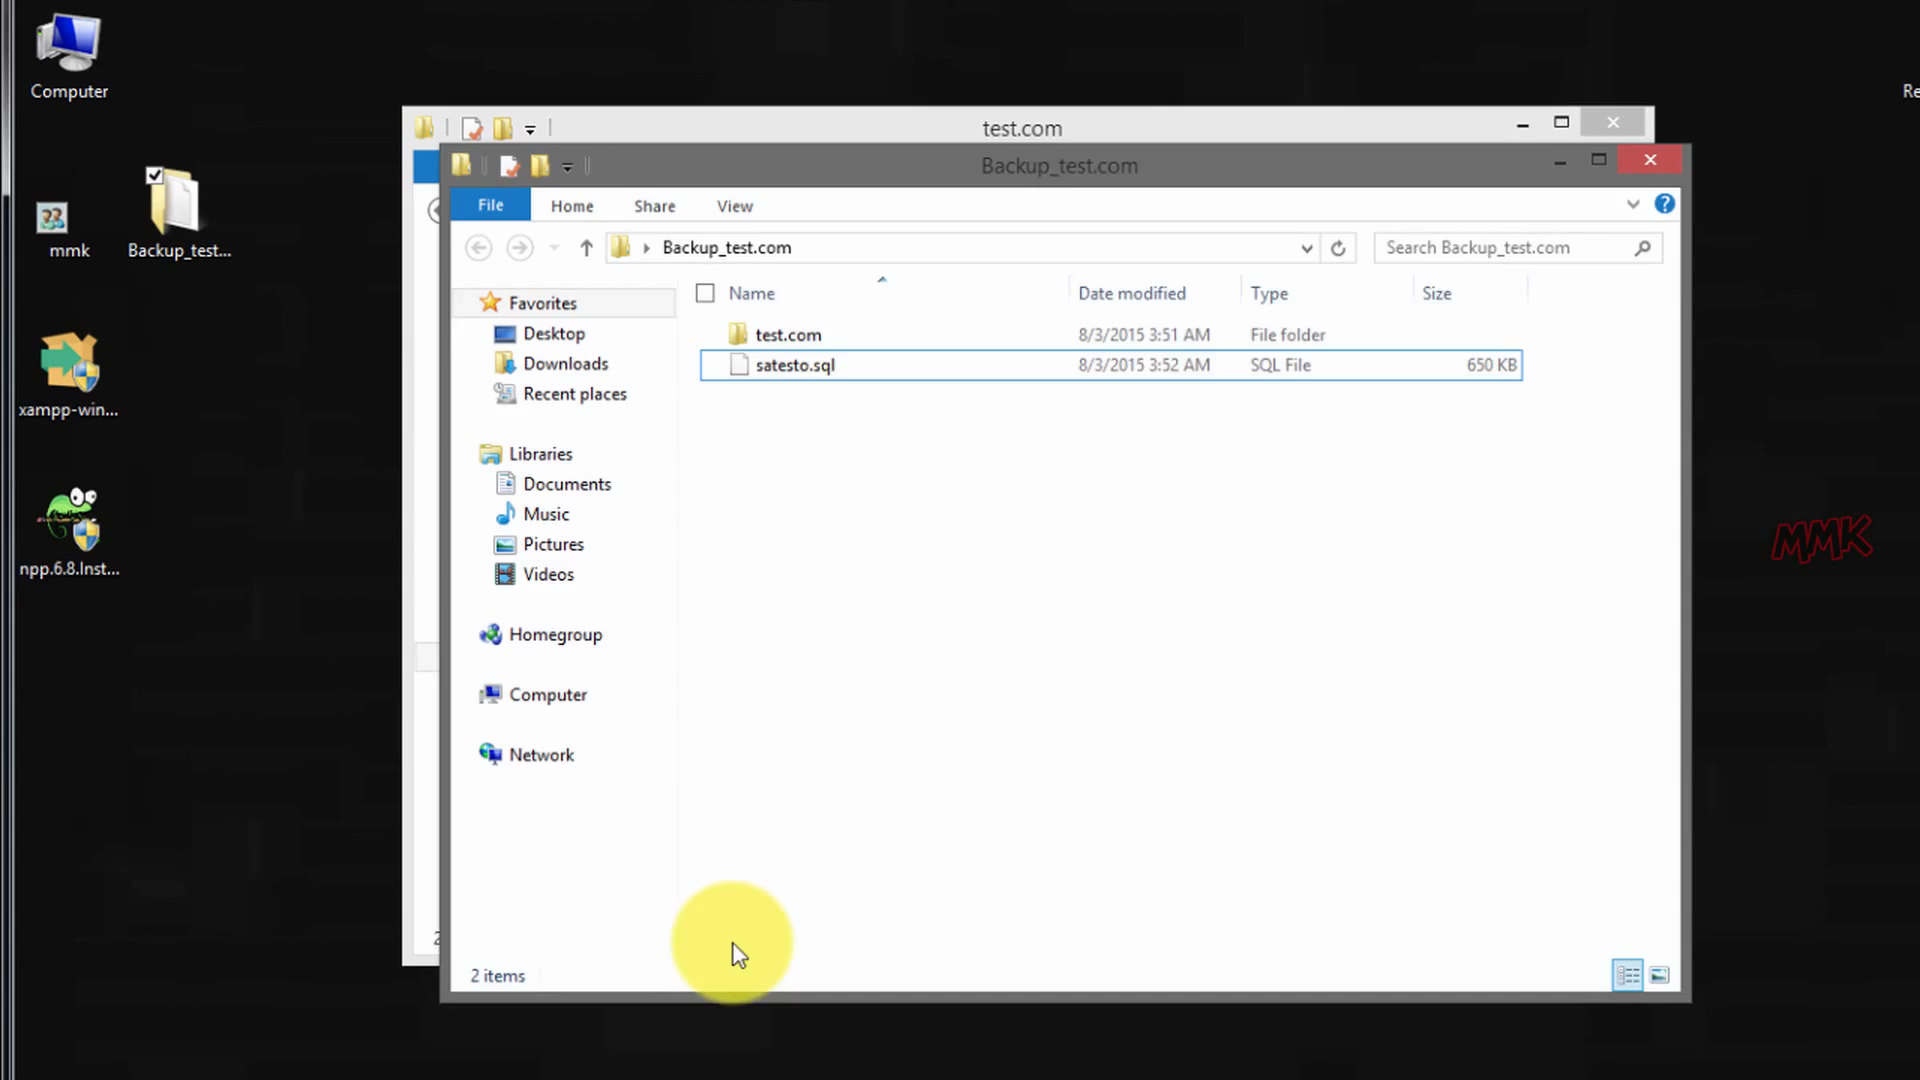 Computer
Re
test.com
Backup_test.com
File
Home
Share
View
mmk
Backup_test...
Backup_test.com
Search Backup_test.com
Name
Date modified
Type
Size
Favorites
test.com
8/3/2015 3:51 AM
File folder
Desktop
satesto.sql
8/3/2015 3:52 AM
SQL File
650 KB
Downloads
Recent places
xampp-win...
Libraries
Documents
Music
Pictures
Videos
npp.6.8.Inst...
MMK
Homegroup
Computer
Network
2
2 items